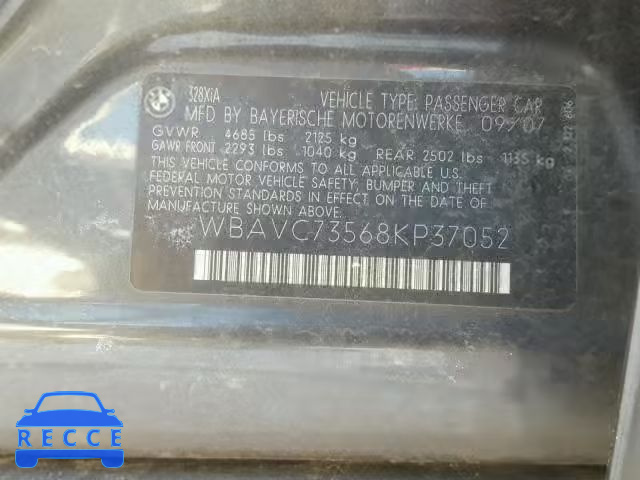 BMW
328XiA
VEHICLE TYPE: PASSENGER CAR
MFD BY BAYERISCHE MOTORENWERKE 09/07
GVWR 4685 lbs 2125 kg
GAWR FRONT 2293 lbs 1040 kg REAR 2502 lbs 1135 kg
THIS VEHICLE CONFORMS TO ALL APPLICABLE U.S.
FEDERAL MOTOR VEHICLE SAFETY, BUMPER AND THEFT
PREVENTION STANDARDS IN EFFECT ON THE DATE OF
MANUFACTURE SHOWN ABOVE.
WBAVC73568KP37052
RECCE